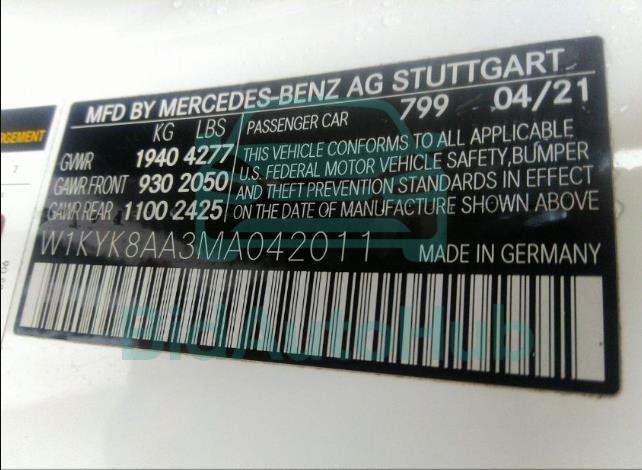 MFD BY MERCEDES-BENZ AG STUTTGART
KG LBS PASSENGER CAR 799 04/21
GVWR 1940 4277 THIS VEHICLE CONFORMS TO ALL APPLICABLE
U.S. FEDERAL MOTOR VEHICLE SAFETY,BUMPER
GAWR FRONT 930 2050 AND THEFT PREVENTION STANDARDS IN EFFECT
GAWR REAR 1100 2425 ON THE DATE OF MANUFACTURE SHOWN ABOVE
W1KYK8AA3MA042011 MADE IN GERMANY
BidAutoHub